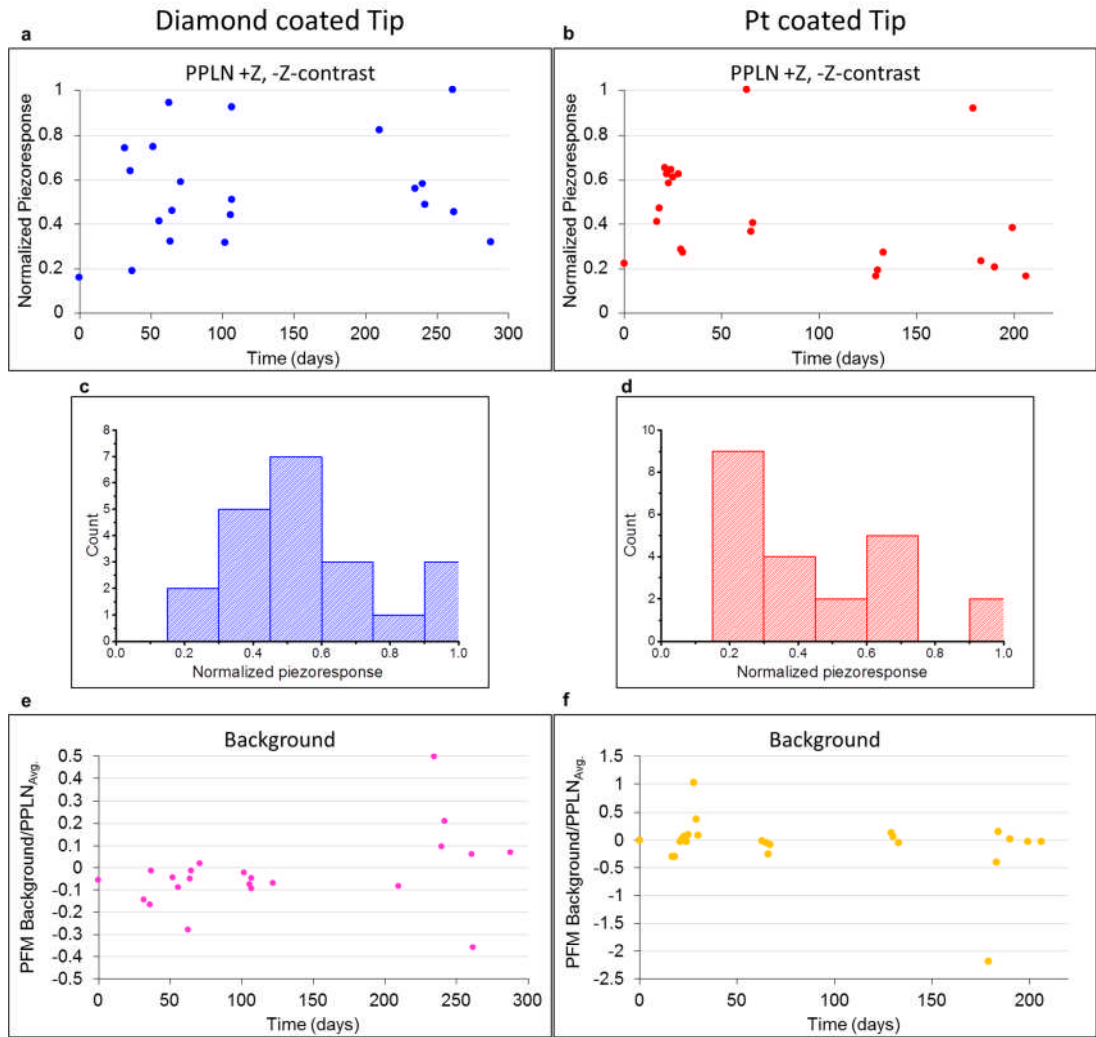 Diamond coated Tip
Pt coated Tip
a
PPLN +Z, -Z-contrast
Normalized Piezoresponse
1
0.8
0.6
0.4
0.2
0
0 50 100 150 200 250 300
Time (days)
b
PPLN +Z, -Z-contrast
Normalized Piezoresponse
1
0.8
0.6
0.4
0.2
0
0 50 100 150 200
Time (days)
c
Count
8
7
6
5
4
3
2
1
0
0.0 0.2 0.4 0.6 0.8 1.0
Normalized piezoresponse
d
Count
10
8
6
4
2
0
0.0 0.2 0.4 0.6 0.8 1.0
Normalized piezoresponse
e
Background
PFM Background/PPLN Avg.
0.5
0.4
0.3
0.2
0.1
0
-0.1
-0.2
-0.3
-0.4
-0.5
0 50 100 150 200 250 300
Time (days)
f
Background
PFM Background/PPLN Avg.
1.5
1
0.5
0
-0.5
-1
-1.5
-2
-2.5
0 50 100 150 200
Time (days)